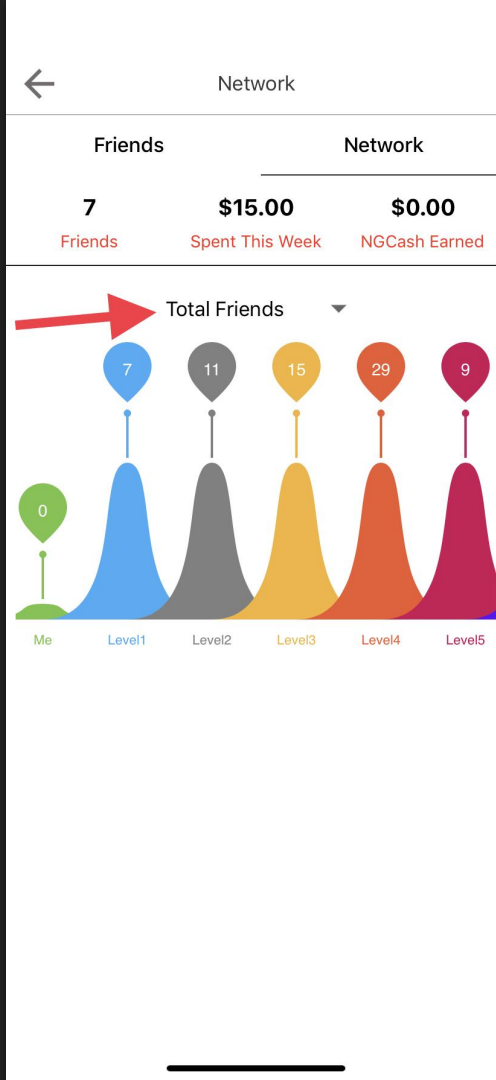 Network
Friends Network
7 $15.00 $0.00
Friends Spent This Week NGCash Earned
Total Friends
7 11 15 29 9
0
Me Level1 Level2 Level3 Level4 Level5